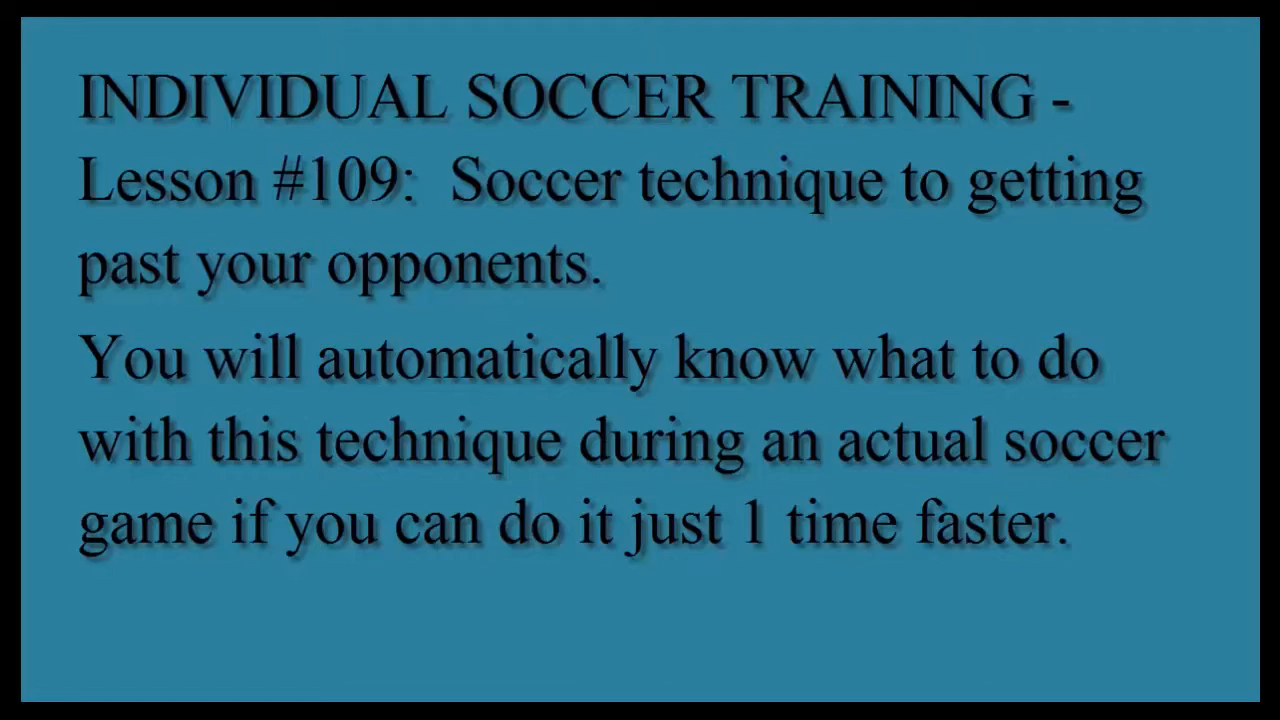 INDIVIDUAL SOCCER TRAINING -
Lesson #109:  Soccer technique to getting
past your opponents.
You will automatically know what to do
with this technique during an actual soccer
game if you can do it just 1 time faster.